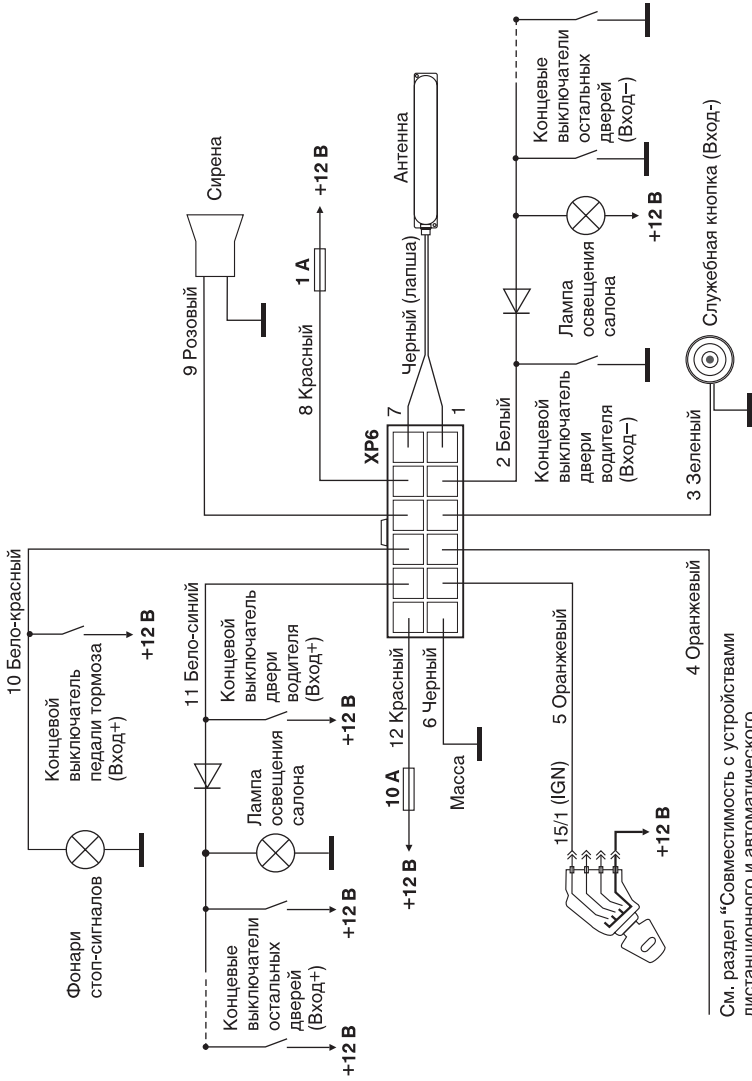 10 Бело-красный
Концевой
выключатель
педали тормоза
(Вход+)
+12 В
Фонари
стоп-сигналов
11 Бело-синий
Концевой
выключатель
двери
водителя
(Вход+)
+12 В
Лампа
освещения
салона
+12 В
Концевые
выключатели
остальных
дверей
(Вход+)
+12 В
9 Розовый
Сирена
8 Красный
1 А
+12 В
Антенна
Черный (лапша)
XP6
7
1
12 Красный
10 А
+12 В
6 Черный
Масса
2 Белый
Концевой
выключатель
двери
водителя
(Вход–)
Лампа
освещения
салона
+12 В
Концевые
выключатели
остальных
дверей
(Вход–)
3 Зеленый
Служебная кнопка (Вход-)
5 Оранжевый
15/1 (IGN)
+12 В
4 Оранжевый
См. раздел “Совместимость с устройствами
дистанционного и автоматического